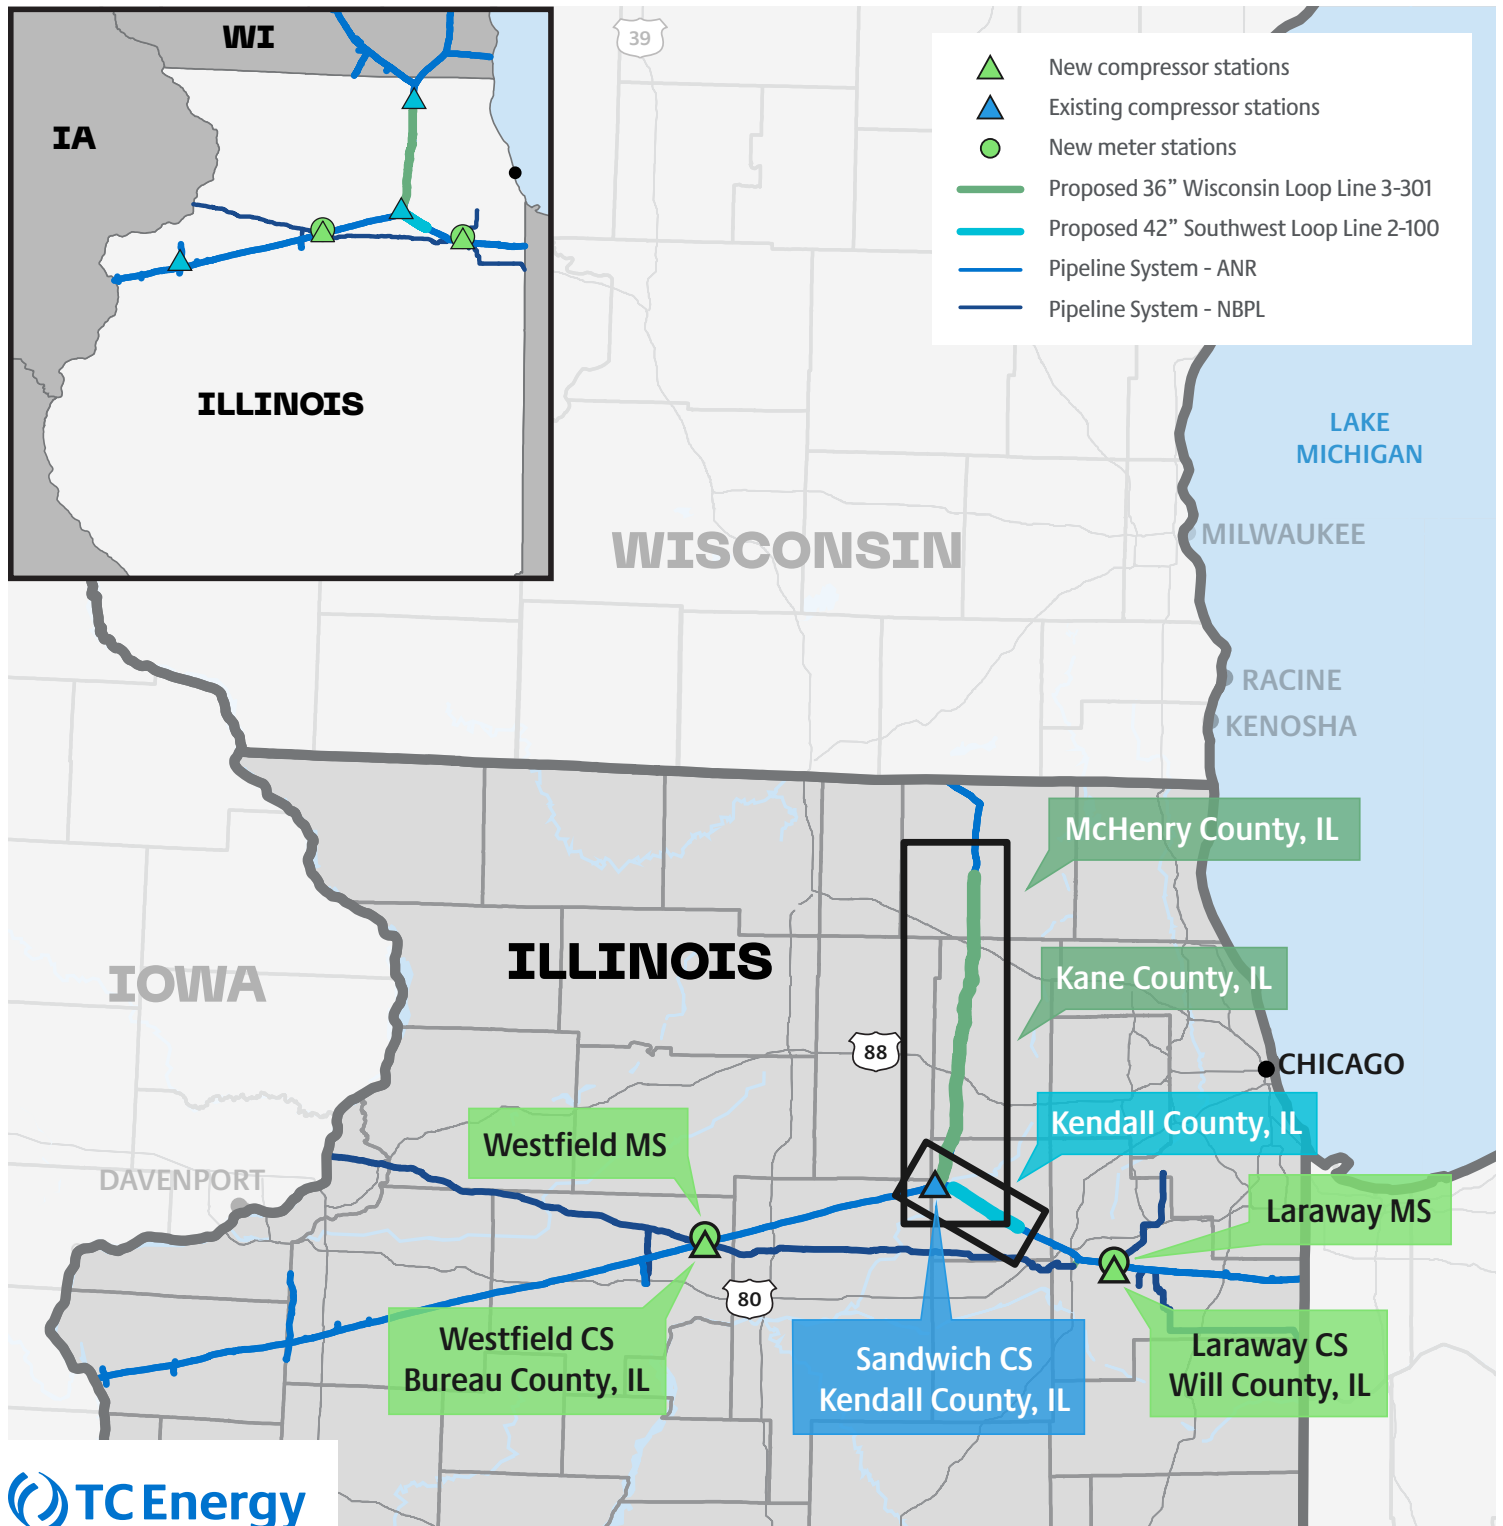 WI
IA
ILLINOIS
39
New compressor stations
Existing compressor stations
New meter stations
Proposed 36” Wisconsin Loop Line 3-301
Proposed 42” Southwest Loop Line 2-100
Pipeline System - ANR
Pipeline System - NBPL
LAKE
MICHIGAN
WISCONSIN
MILWAUKEE
RACINE
KENOSHA
McHenry County, IL
ILLINOIS
IOWA
Kane County, IL
88
CHICAGO
Kendall County, IL
Westfield MS
DAVENPORT
Laraway MS
80
Westfield CS
Bureau County, IL
Sandwich CS
Kendall County, IL
Laraway CS
Will County, IL
TC Energy